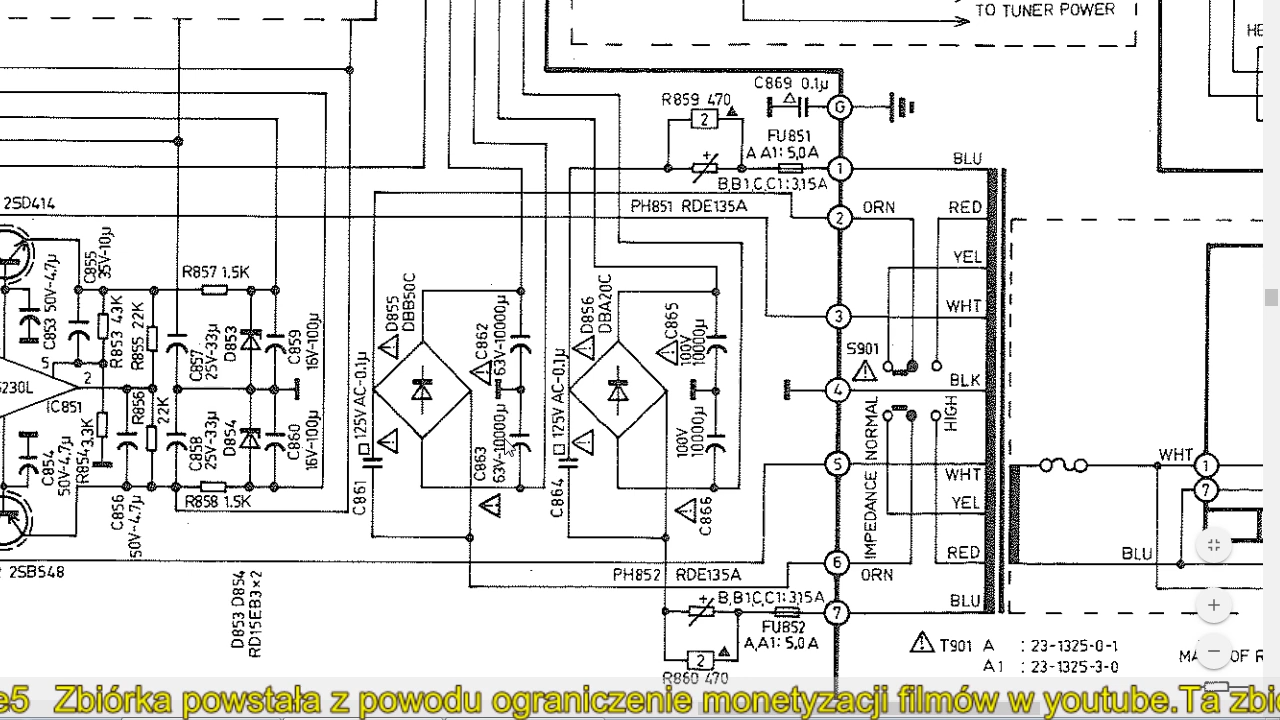 TO TUNER POWER
HE
C869 0.1µ
R859 470
2
G
FU851
A A1: 5,0A
B,B1,C,C1:3,15A
1
BLU
2SD414
PH851 RDE135A
2
ORN
RED
YEL
WHT
3
C855
35V-10µ
R857 1.5K
C853 50V-4.7µ
R853 4.3K
R855 22K
C857
25V-33µ
D853
C859
16V-100µ
D855
DBB50C
C862
63V-10000µ
D856
DBA20C
C865
100V
10000µ
S901
5
2
5230L
IC851
4
BLK
R856
22K
C861
125V AC-0.1µ
C864
125V AC-0.1µ
C863
63V-10000µ
100V
10000µ
C866
IMPEDANCE NORMAL
HIGH
C854
50V-4.7µ
R854 3.3K
C858
25V-33µ
D854
C860
16V-100µ
5
WHT
YEL
WHT
1
7
R858 1.5K
C856
50V-4.7µ
RED
BLU
2SB548
6
ORN
PH852 RDE135A
D853 D854
RD15EB3×2
B,B1,C,C1:3,15A
BLU
7
FU852
A,A1: 5,0A
2
R860 470
T901 A : 23-1325-0-1
A1 : 23-1325-3-0
OF R
e5 Zbiórka powstała z powodu ograniczenie monetyzacji filmów w youtube.Ta zbi